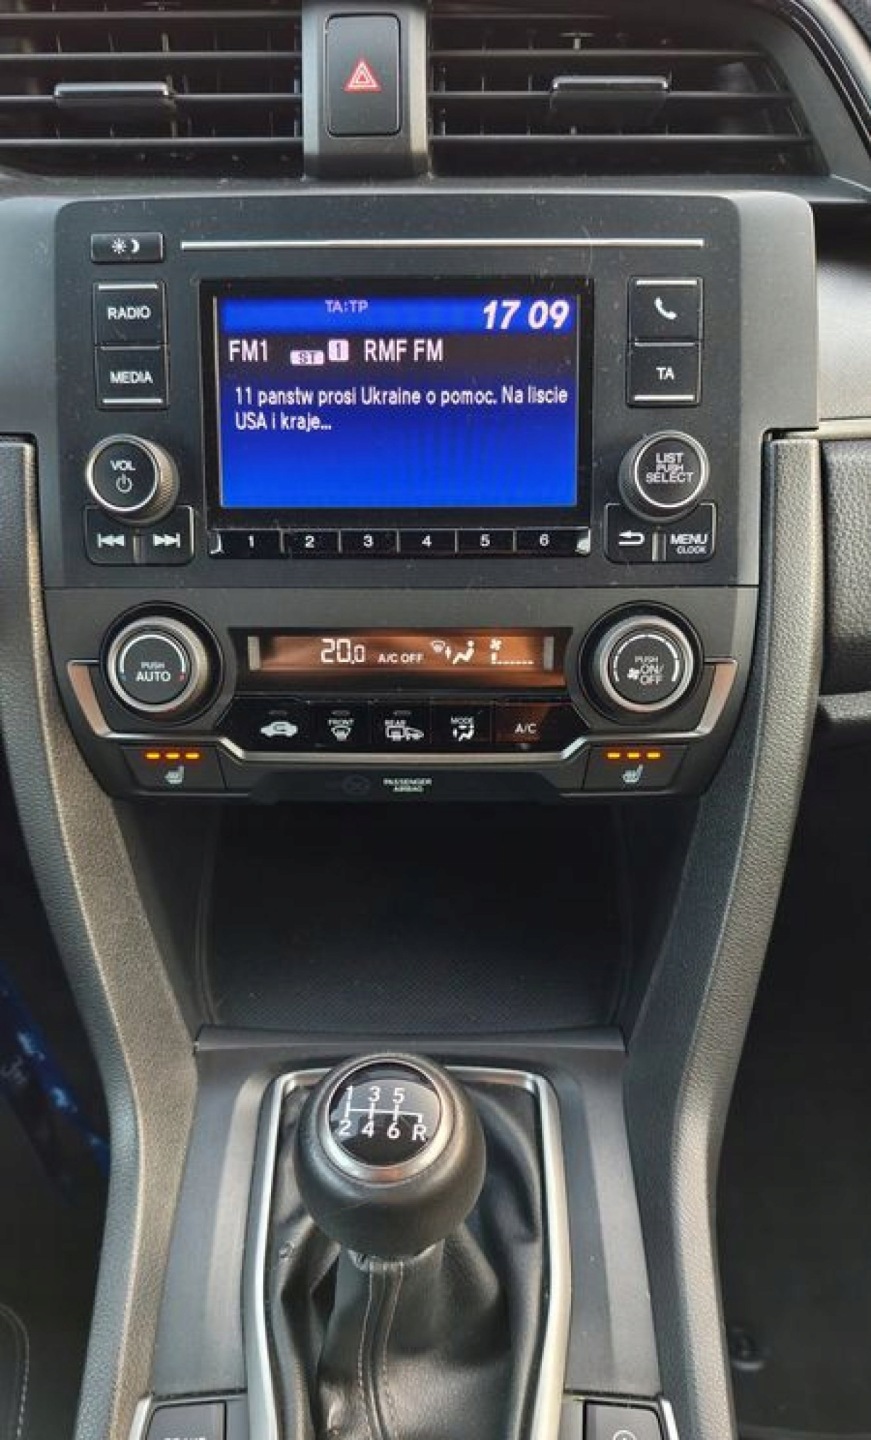 TA:TP
17 09
FM1 ST 1 RMF FM
11 panstw prosi Ukraine o pomoc. Na liscie
USA i kraje...
RADIO
MEDIA
VOL
TA
LIST
PUSH
SELECT
1 2 3 4 5 6
MENU
CLOCK
PUSH
AUTO
20.0 A/C OFF
PUSH
ON/
OFF
FRONT
REAR
MODE
A/C
PASSENGER
AIRBAG
1 3 5
2 4 6 R